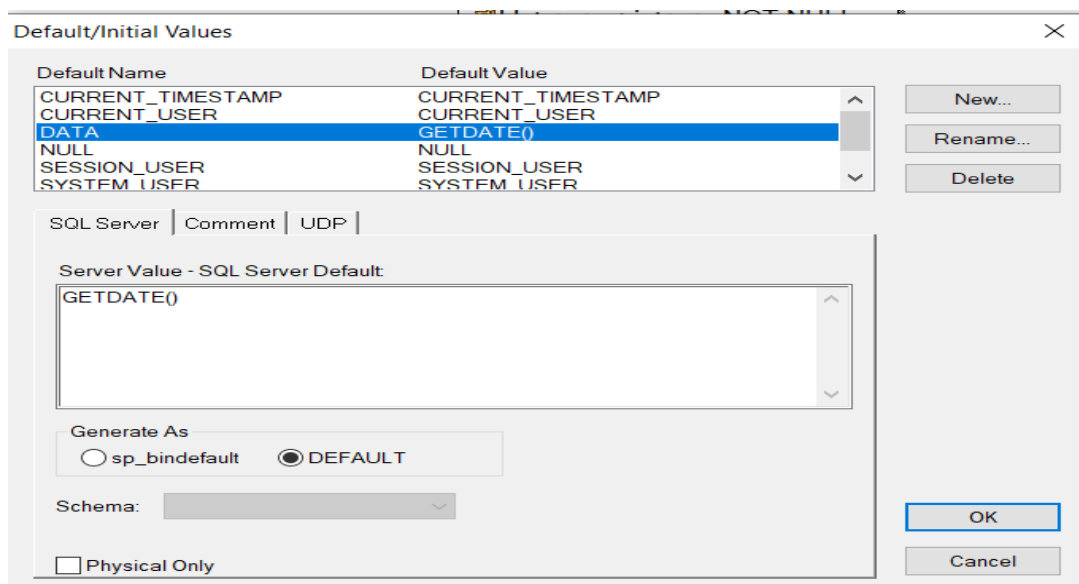 Default/Initial Values
Default Name Default Value
CURRENT_TIMESTAMP CURRENT_TIMESTAMP
CURRENT_USER CURRENT_USER
DATA GETDATE()
NULL NULL
SESSION_USER SESSION_USER
SYSTEM_USER SYSTEM_USER
New...
Rename...
Delete
SQL Server Comment UDP
Server Value - SQL Server Default:
GETDATE()
Generate As
sp_bindefault DEFAULT
Schema:
Physical Only
OK
Cancel